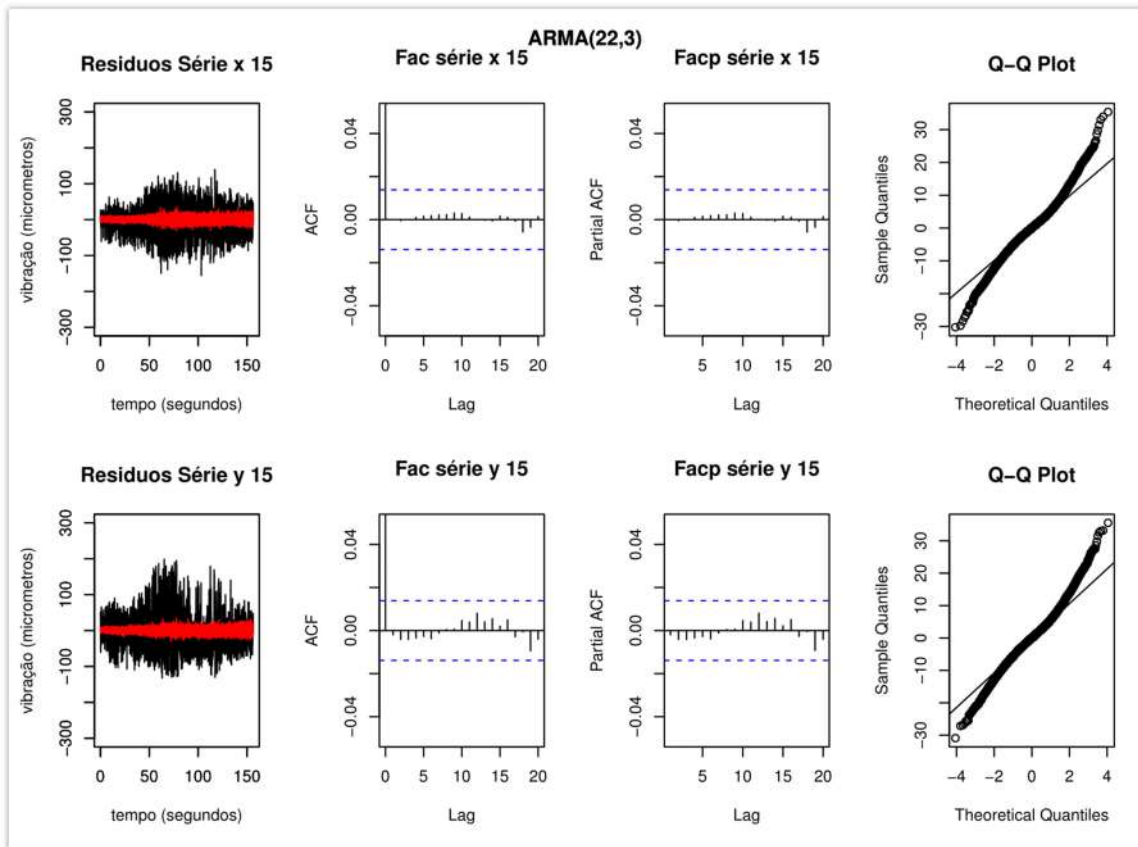 ARMA(22,3)
Residuos Série x 15
Fac série x 15
Facp série x 15
Q−Q Plot
vibração (micrometros)
300
100
−100
−300
0 50 100 150
tempo (segundos)
ACF
0.04
0.00
−0.04
0 5 10 15 20
Lag
Partial ACF
0.04
0.00
−0.04
5 10 15 20
Lag
Sample Quantiles
30
20
10
0
−10
−30
−4 −2 0 2 4
Theoretical Quantiles
Residuos Série y 15
Fac série y 15
Facp série y 15
Q−Q Plot
vibração (micrometros)
300
100
−100
−300
0 50 100 150
tempo (segundos)
ACF
0.04
0.00
−0.04
0 5 10 15 20
Lag
Partial ACF
0.04
0.00
−0.04
5 10 15 20
Lag
Sample Quantiles
30
20
10
0
−10
−30
−4 −2 0 2 4
Theoretical Quantiles